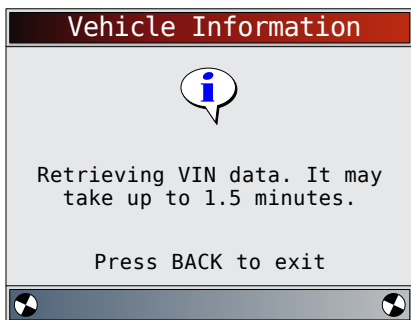 Vehicle Information
i
Retrieving VIN data. It may
take up to 1.5 minutes.
Press BACK to exit